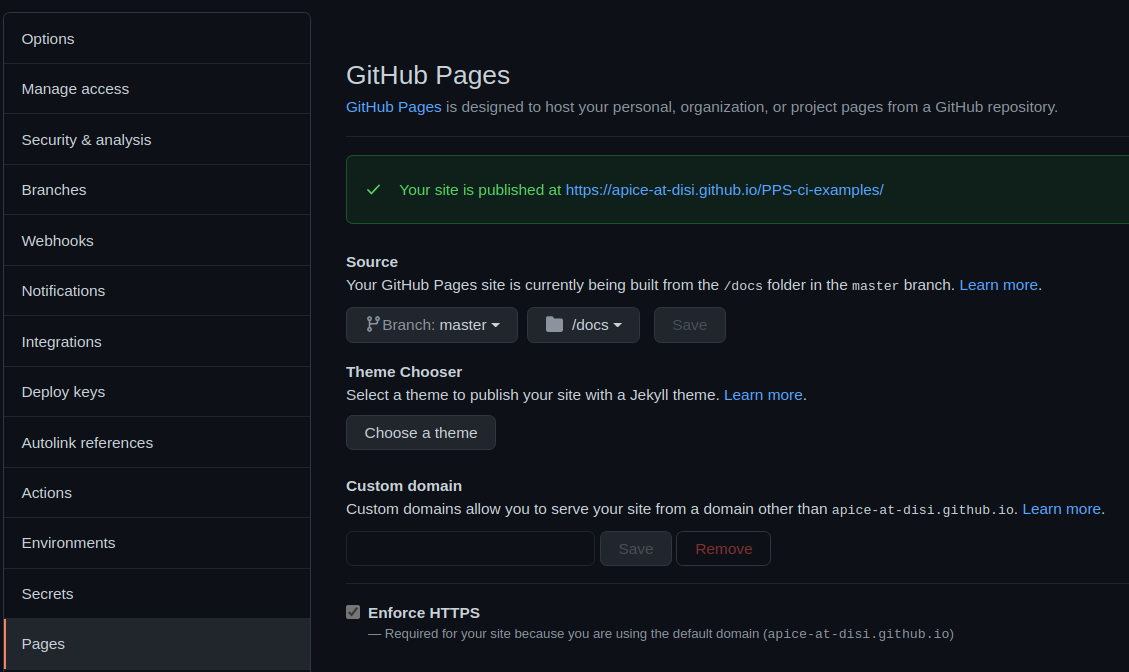 Options
Manage access
Security & analysis
Branches
Webhooks
Notifications
Integrations
Deploy keys
Autolink references
Actions
Environments
Secrets
Pages
GitHub Pages
GitHub Pages is designed to host your personal, organization, or project pages from a GitHub repository.
Your site is published at https://apice-at-disi.github.io/PPS-ci-examples/
Source
Your GitHub Pages site is currently being built from the /docs folder in the master branch. Learn more.
Branch: master /docs Save
Theme Chooser
Select a theme to publish your site with a Jekyll theme. Learn more.
Choose a theme
Custom domain
Custom domains allow you to serve your site from a domain other than apice-at-disi.github.io. Learn more.
Save Remove
Enforce HTTPS
— Required for your site because you are using the default domain (apice-at-disi.github.io)